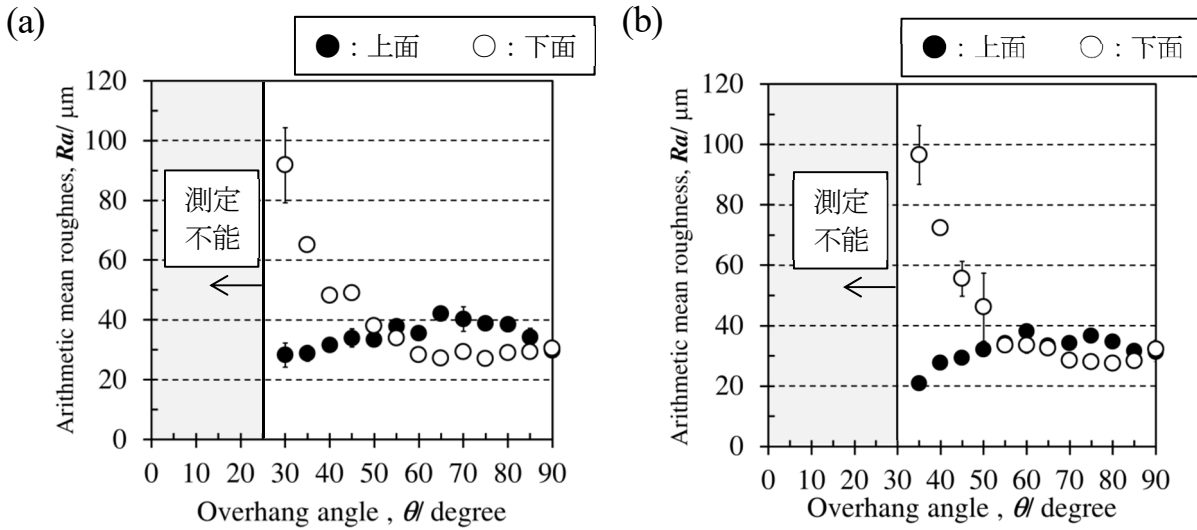 (a)
●：上面　○：下面
Arithmetic mean roughnes, Ra/ μm
120
100
80
60
40
20
0
測定
不能
0 10 20 30 40 50 60 70 80 90
Overhang angle , θ/ degree
(b)
●：上面　○：下面
Arithmetic mean roughness, Ra/ μm
120
100
80
60
40
20
0
測定
不能
0 10 20 30 40 50 60 70 80 90
Overhang angle , θ/ degree